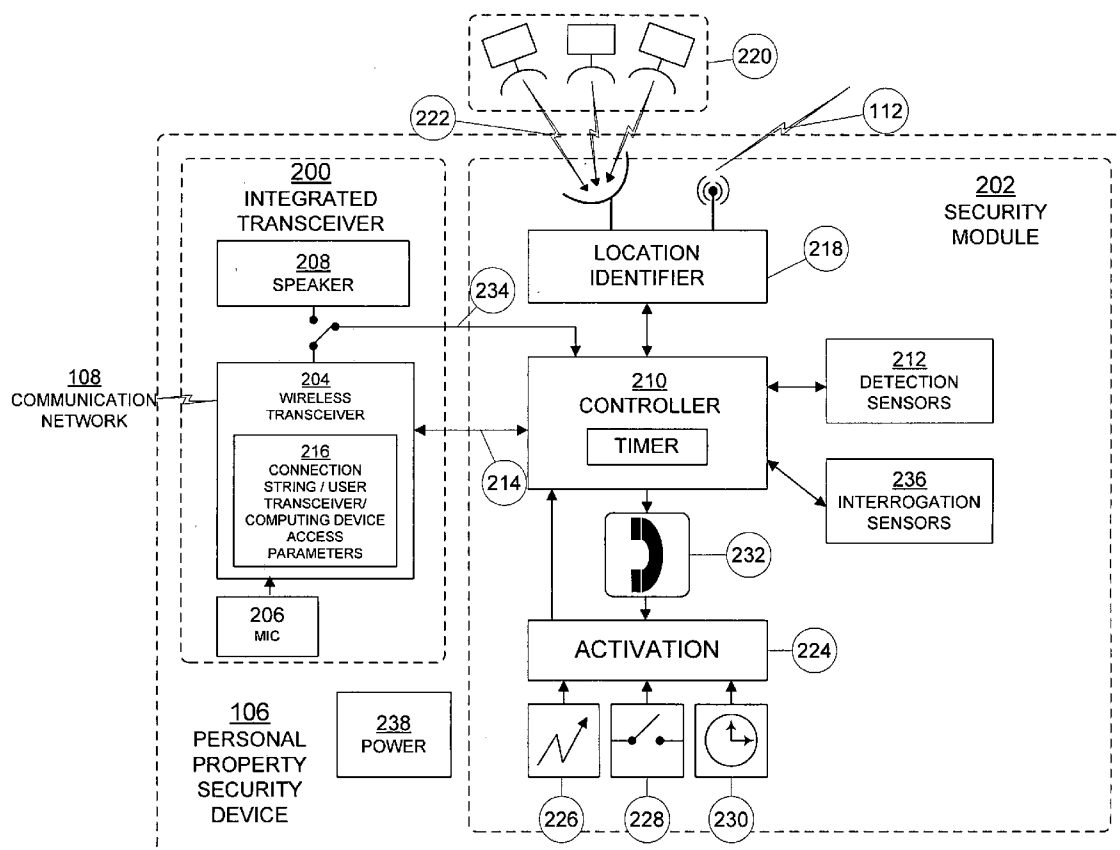 220
222
112
200
INTEGRATED
TRANSCEIVER
208
SPEAKER
202
SECURITY
MODULE
LOCATION
IDENTIFIER
218
234
108
COMMUNICATION
NETWORK
204
WIRELESS
TRANSCEIVER
216
CONNECTION
STRING / USER
TRANSCEIVER/
COMPUTING DEVICE
ACCESS
PARAMETERS
206
MIC
214
210
CONTROLLER
TIMER
212
DETECTION
SENSORS
236
INTERROGATION
SENSORS
232
ACTIVATION
224
106
PERSONAL
PROPERTY
SECURITY
DEVICE
238
POWER
226
228
230